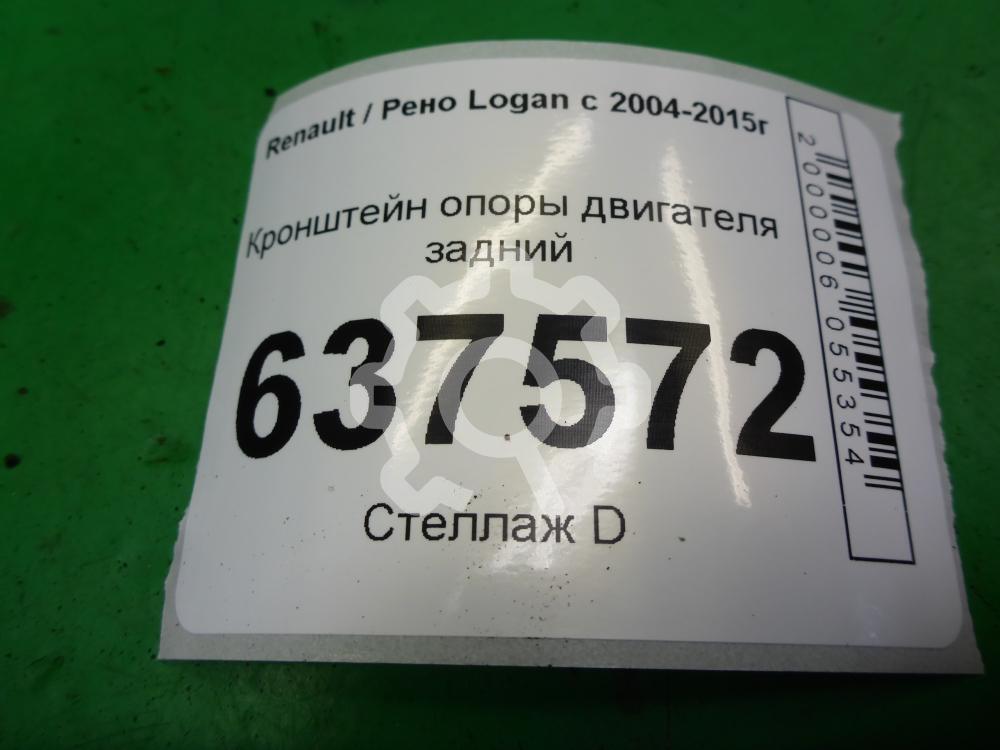 Renault / Рено Logan с 2004-2015г
Кронштейн опоры двигателя
задний
637572
Стеллаж D
2000006055354